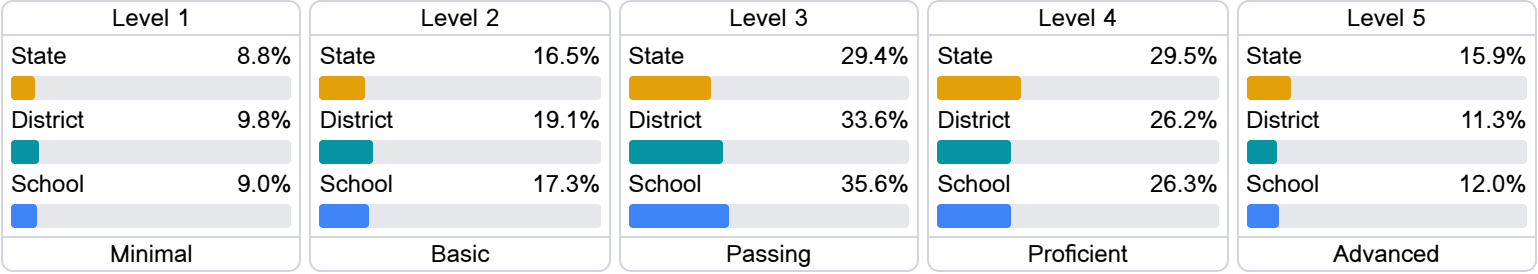 Level 1
State 8.8%
District 9.8%
School 9.0%
Minimal
Level 2
State 16.5%
District 19.1%
School 17.3%
Basic
Level 3
State 29.4%
District 33.6%
School 35.6%
Passing
Level 4
State 29.5%
District 26.2%
School 26.3%
Proficient
Level 5
State 15.9%
District 11.3%
School 12.0%
Advanced